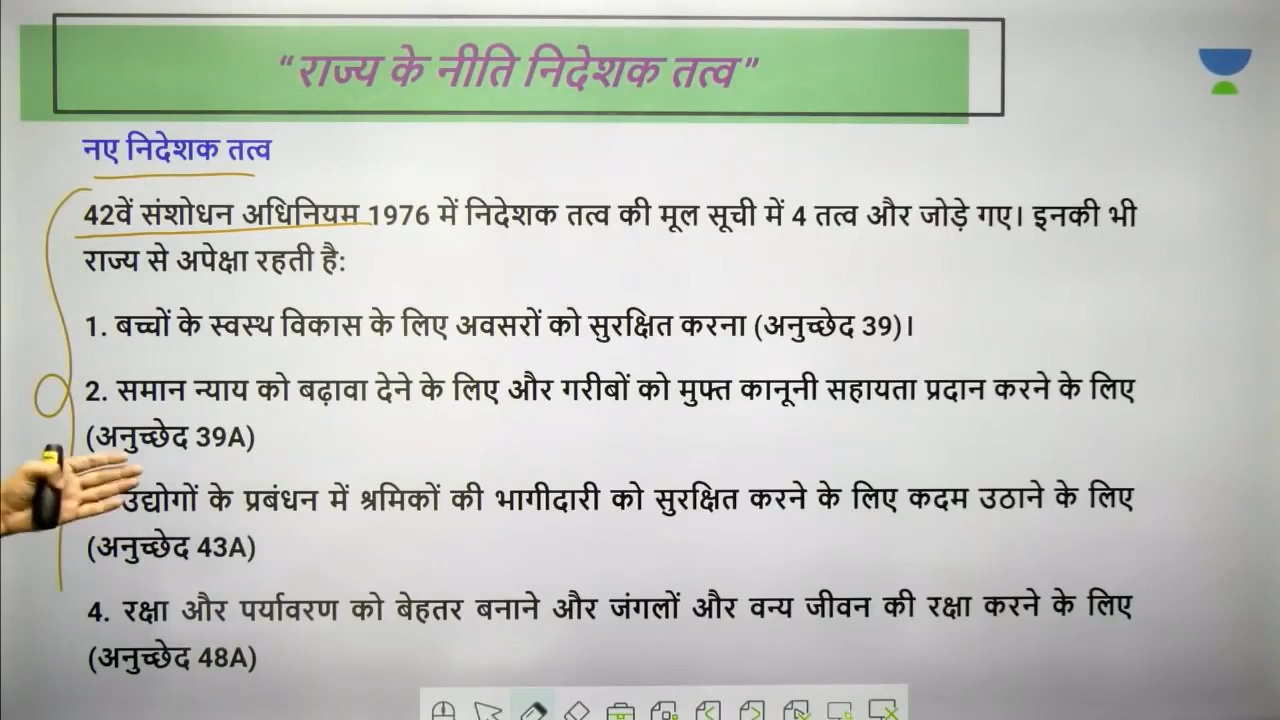 “राज्य के नीति निदेशक तत्व”
नए निदेशक तत्व
42वें संशोधन अधिनियम 1976 में निदेशक तत्व की मूल सूची में 4 तत्व और जोड़े गए। इनकी भी
राज्य से अपेक्षा रहती है:
1. बच्चों के स्वस्थ विकास के लिए अवसरों को सुरक्षित करना (अनुच्छेद 39)।
2. समान न्याय को बढ़ावा देने के लिए और गरीबों को मुफ्त कानूनी सहायता प्रदान करने के लिए
(अनुच्छेद 39A)
उद्योगों के प्रबंधन में श्रमिकों की भागीदारी को सुरक्षित करने के लिए कदम उठाने के लिए
(अनुच्छेद 43A)
4. रक्षा और पर्यावरण को बेहतर बनाने और जंगलों और वन्य जीवन की रक्षा करने के लिए
(अनुच्छेद 48A)